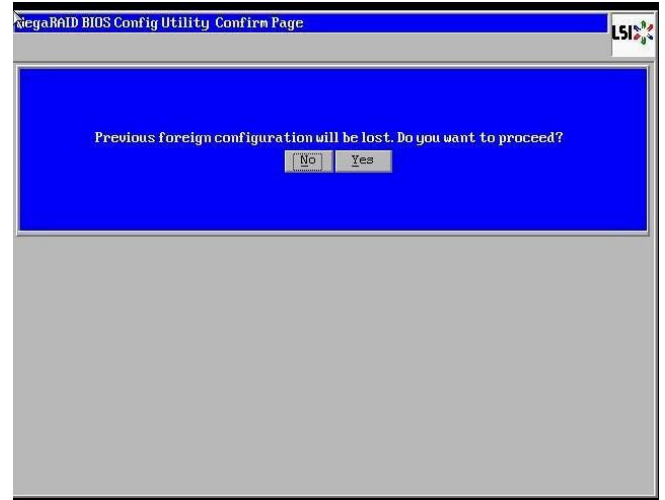 MegaRAID BIOS Config Utility Confirm Page
LSI
Previous foreign configuration will be lost. Do you want to proceed?
No Yes